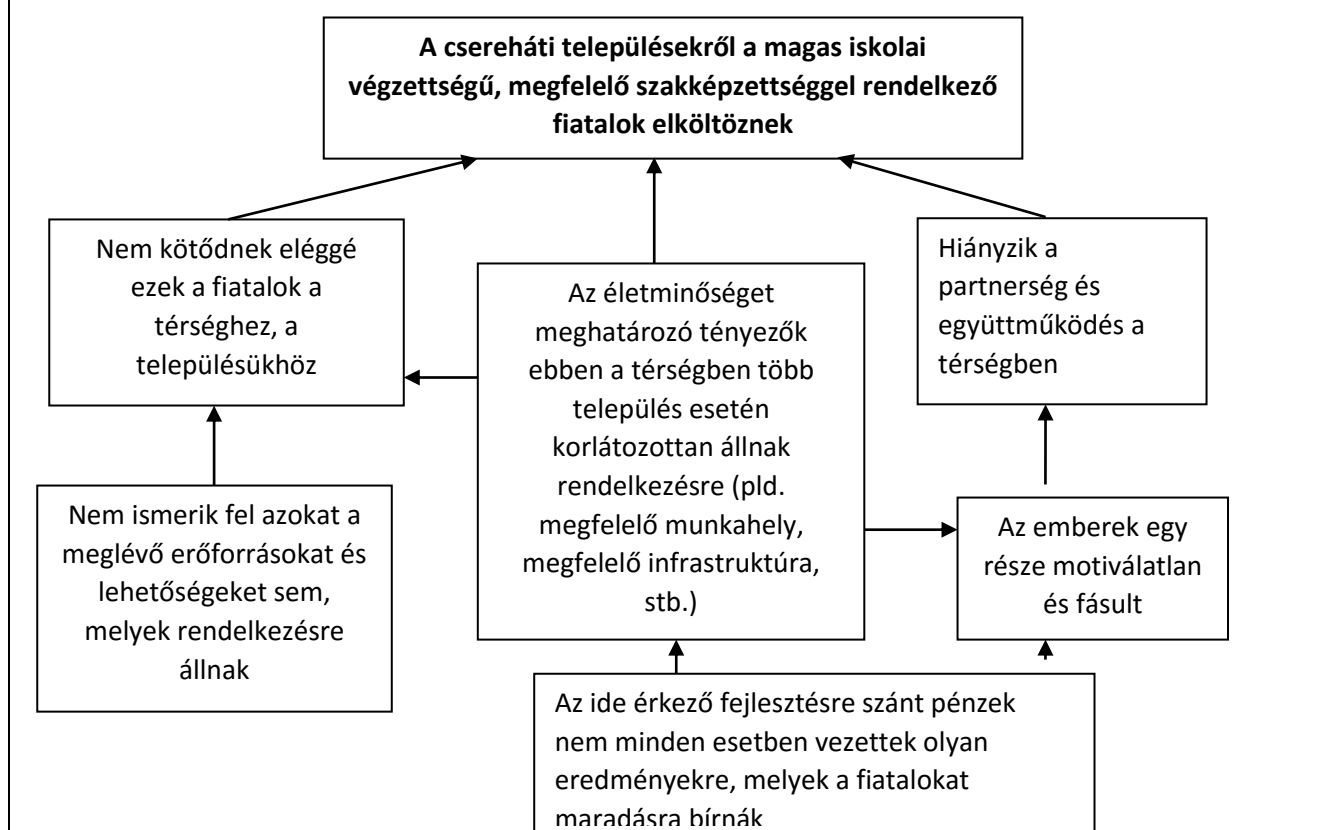 A csereháti településekről a magas iskolai
végzettségű, megfelelő szakképzettséggel rendelkező
fiatalok elköltöznek
Nem kötődnek eléggé
ezek a fiatalok a
térséghez, a
településükhöz
Az életminőséget
meghatározó tényezők
ebben a térségben több
település esetén
korlátozottan állnak
rendelkezésre (pld.
megfelelő munkahely,
megfelelő infrastruktúra,
stb.)
Hiányzik a
partnerség és
együttműködés a
térségben
Nem ismerik fel azokat a
meglévő erőforrásokat és
lehetőségeket sem,
melyek rendelkezésre
állnak
Az emberek egy
része motiválatlan
és fásult
Az ide érkező fejlesztésre szánt pénzek
nem minden esetben vezettek olyan
eredményekre, melyek a fiatalokat
maradásra bírnák